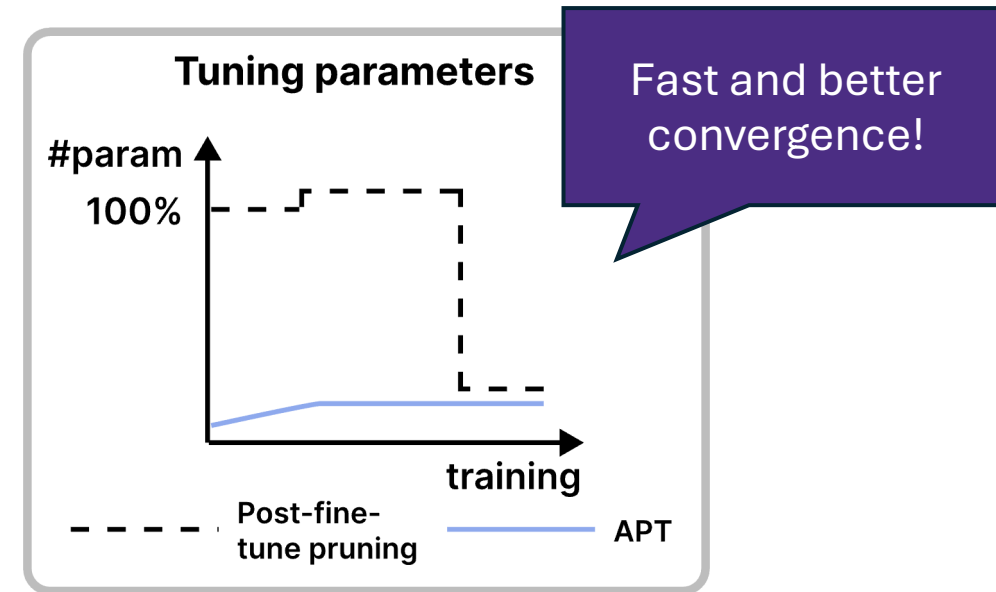 Tuning parameters
Fast and better
convergence!
#param
100%
training
Post-fine-
tune pruning
APT